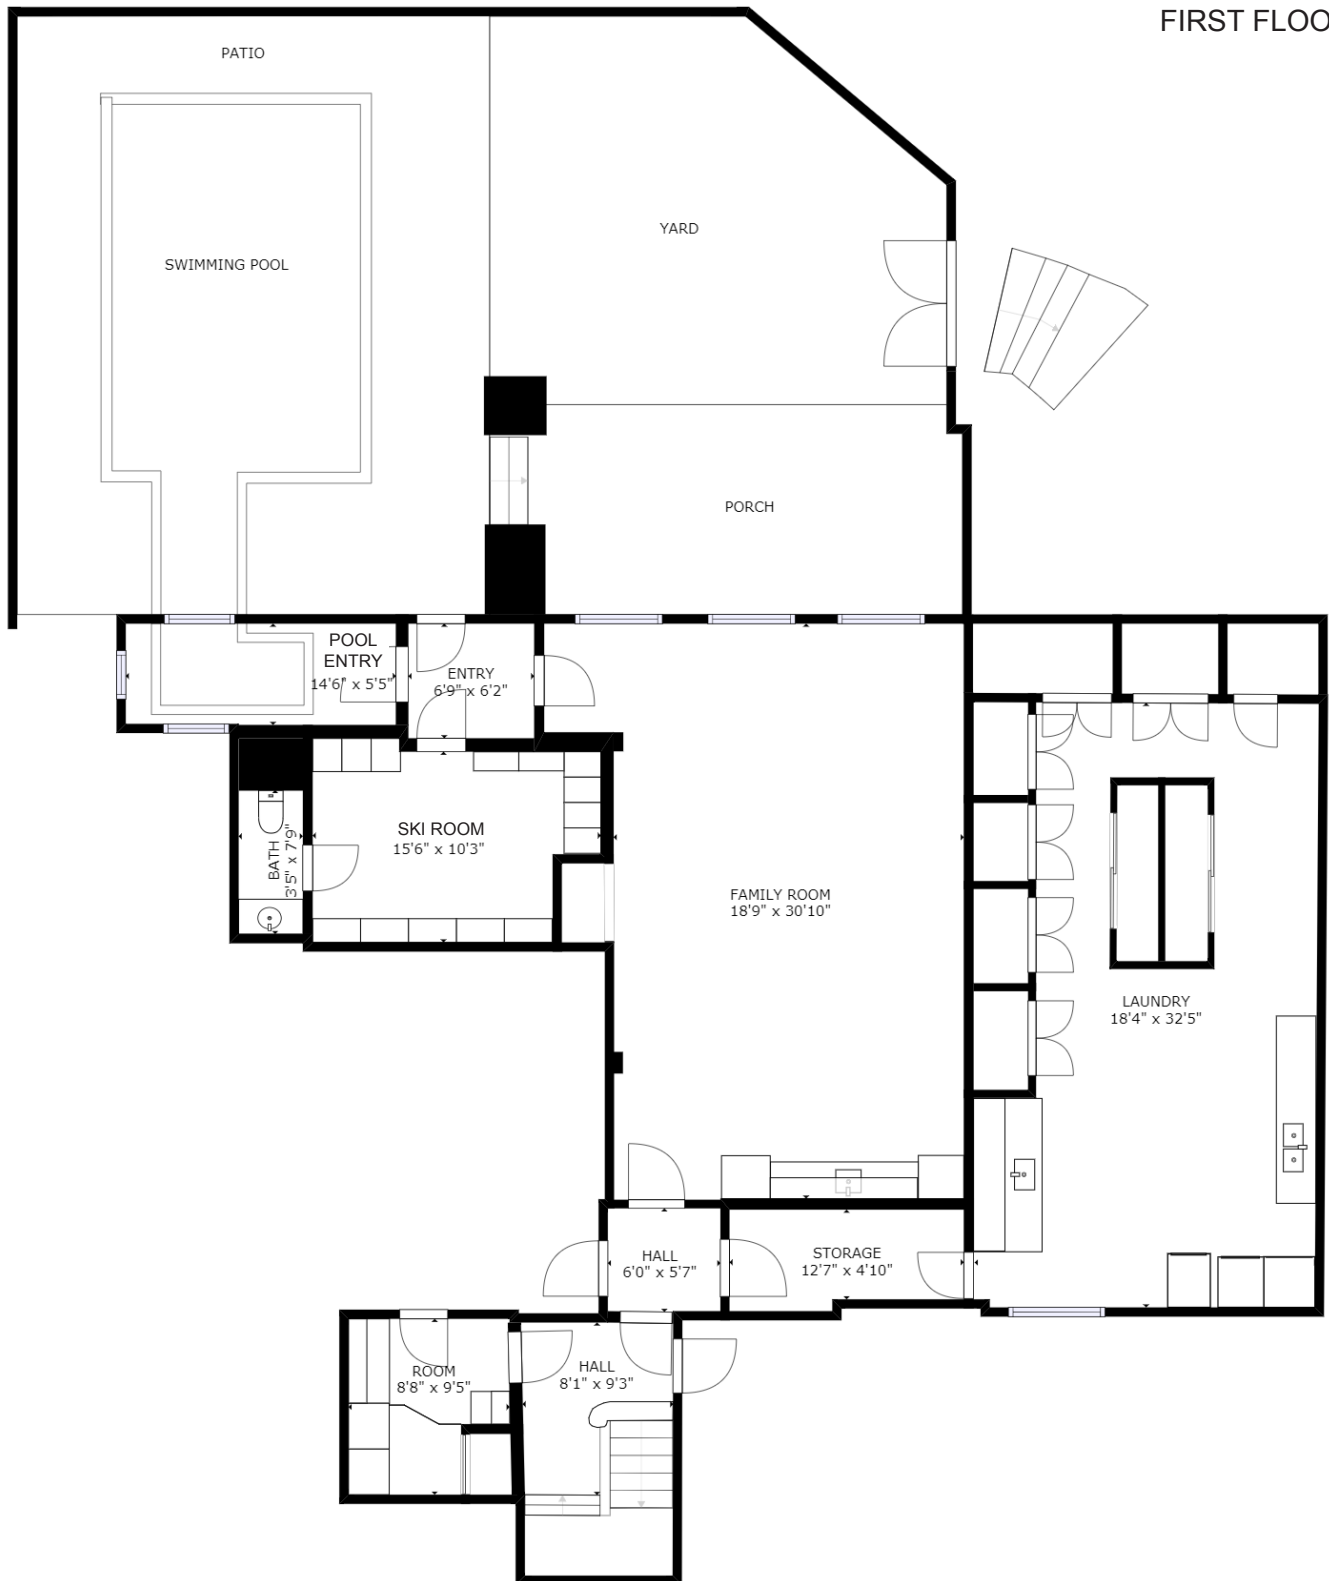 FIRST FLOO
PATIO
YARD
SWIMMING POOL
PORCH
POOL
ENTRY
14'6" x 5'5"
ENTRY
6'9" x 6'2"
SKI ROOM
15'6" x 10'3"
BATH
3'5" x 7'9"
FAMILY ROOM
18'9" x 30'10"
LAUNDRY
18'4" x 32'5"
HALL
6'0" x 5'7"
STORAGE
12'7" x 4'10"
ROOM
8'8" x 9'5"
HALL
8'1" x 9'3"